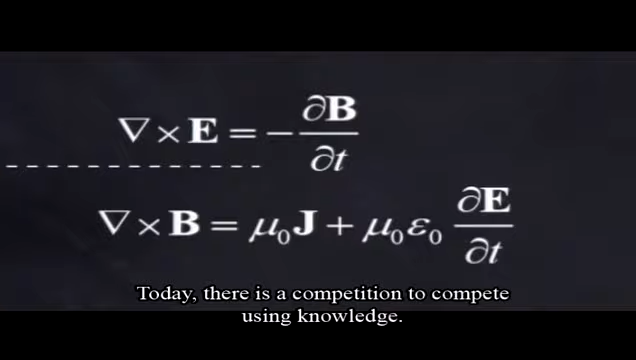 ∇×E = −∂B/∂t
∇×B = μ₀J + μ₀ε₀ ∂E/∂t
Today, there is a competition to compete
using knowledge.